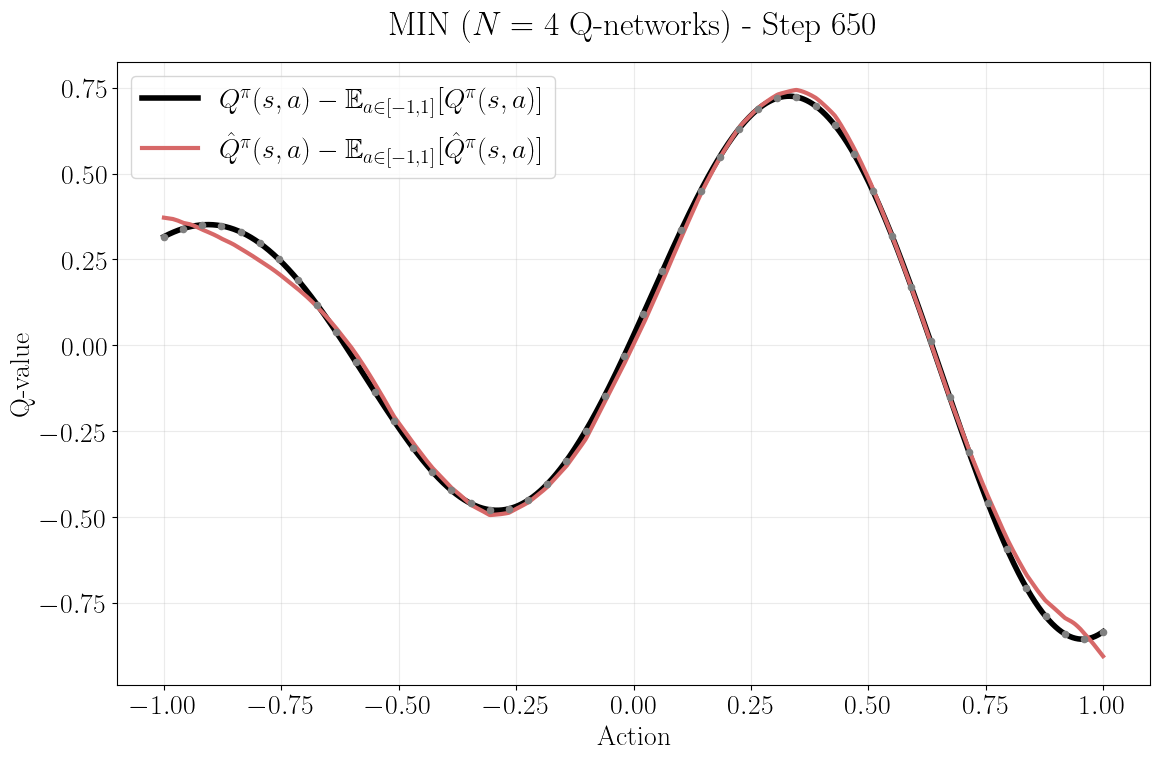 MIN (N = 4 Q-networks) - Step 650
Q^π(s, a) − 𝔼_{a∈[−1,1]}[Q^π(s, a)]
Q̂^π(s, a) − 𝔼_{a∈[−1,1]}[Q̂^π(s, a)]
0.75
0.50
0.25
0.00
−0.25
−0.50
−0.75
Q-value
−1.00 −0.75 −0.50 −0.25 0.00 0.25 0.50 0.75 1.00
Action